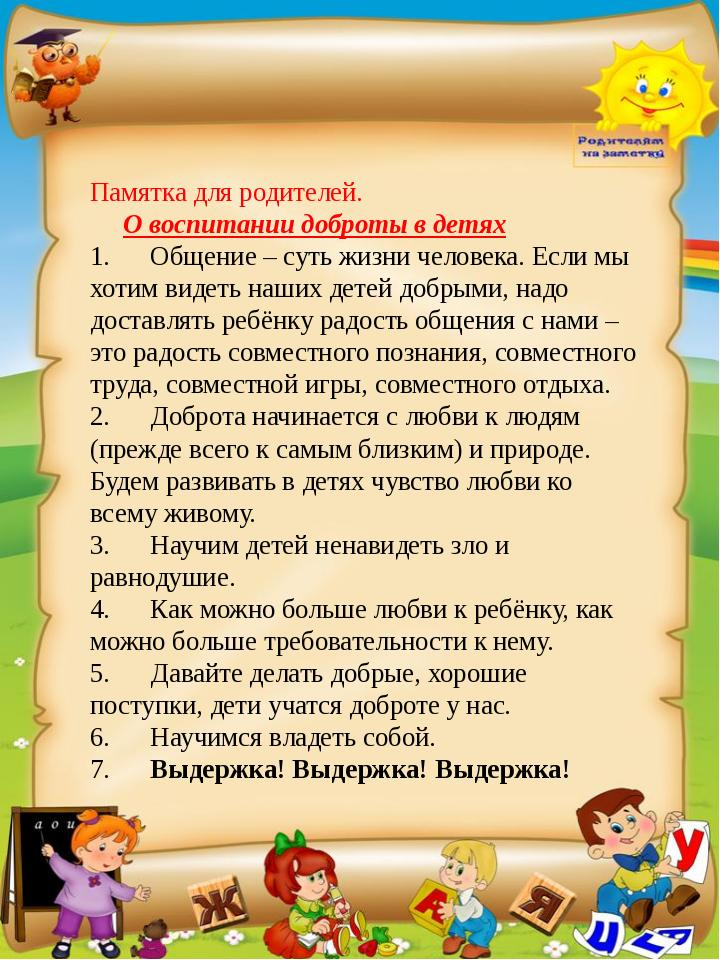 Родителям
на заметку
Памятка для родителей.
О воспитании доброты в детях
1. Общение – суть жизни человека. Если мы
хотим видеть наших детей добрыми, надо
доставлять ребёнку радость общения с нами –
это радость совместного познания, совместного
труда, совместной игры, совместного отдыха.
2. Доброта начинается с любви к людям
(прежде всего к самым близким) и природе.
Будем развивать в детях чувство любви ко
всему живому.
3. Научим детей ненавидеть зло и
равнодушие.
4. Как можно больше любви к ребёнку, как
можно больше требовательности к нему.
5. Давайте делать добрые, хорошие
поступки, дети учатся доброте у нас.
6. Научимся владеть собой.
7. Выдержка! Выдержка! Выдержка!
а о и
Ж
А
Я
У